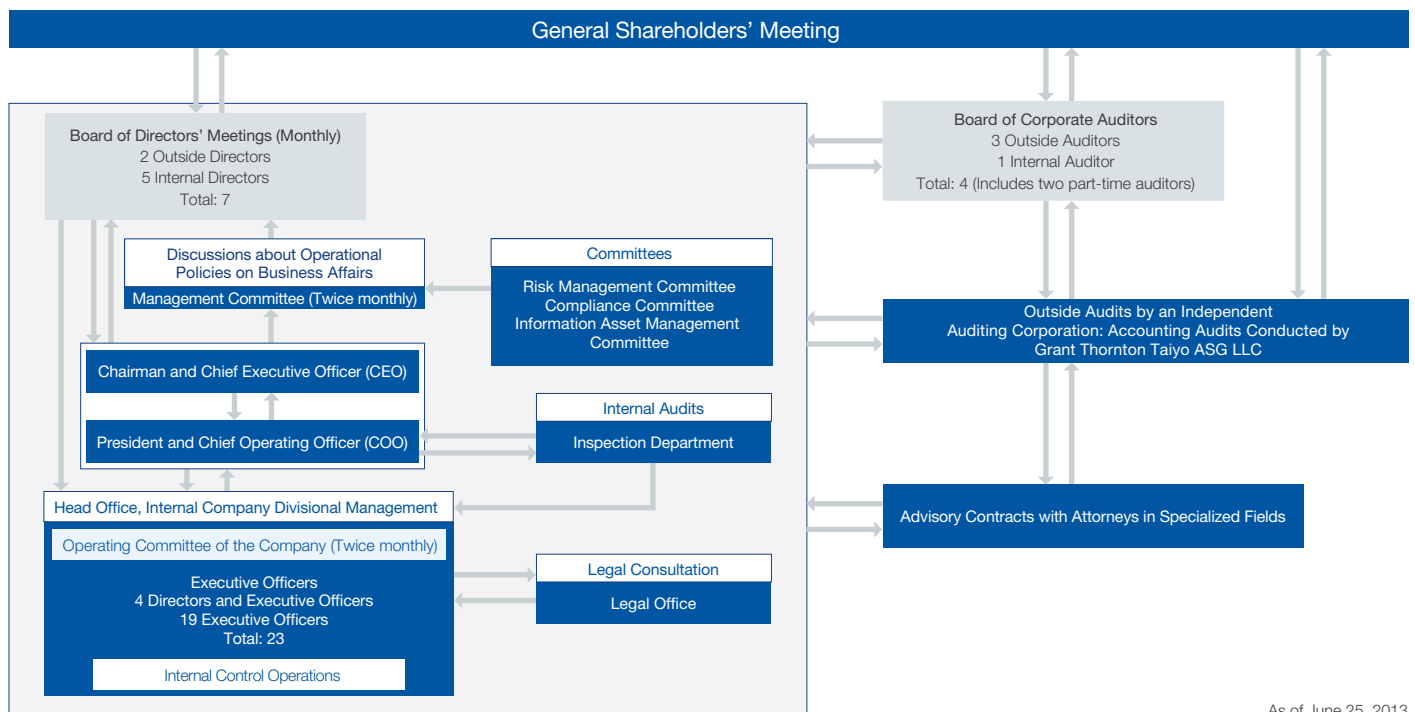 General Shareholders’ Meeting
Board of Directors’ Meetings (Monthly)
2 Outside Directors
5 Internal Directors
Total: 7
Board of Corporate Auditors
3 Outside Auditors
1 Internal Auditor
Total: 4 (Includes two part-time auditors)
Discussions about Operational
Policies on Business Affairs
Management Committee (Twice monthly)
Committees
Risk Management Committee
Compliance Committee
Information Asset Management
Committee
Outside Audits by an Independent
Auditing Corporation: Accounting Audits Conducted by
Grant Thornton Taiyo ASG LLC
Chairman and Chief Executive Officer (CEO)
President and Chief Operating Officer (COO)
Internal Audits
Inspection Department
Head Office, Internal Company Divisional Management
Operating Committee of the Company (Twice monthly)
Executive Officers
4 Directors and Executive Officers
19 Executive Officers
Total: 23
Internal Control Operations
Legal Consultation
Legal Office
Advisory Contracts with Attorneys in Specialized Fields
As of June 25, 2013